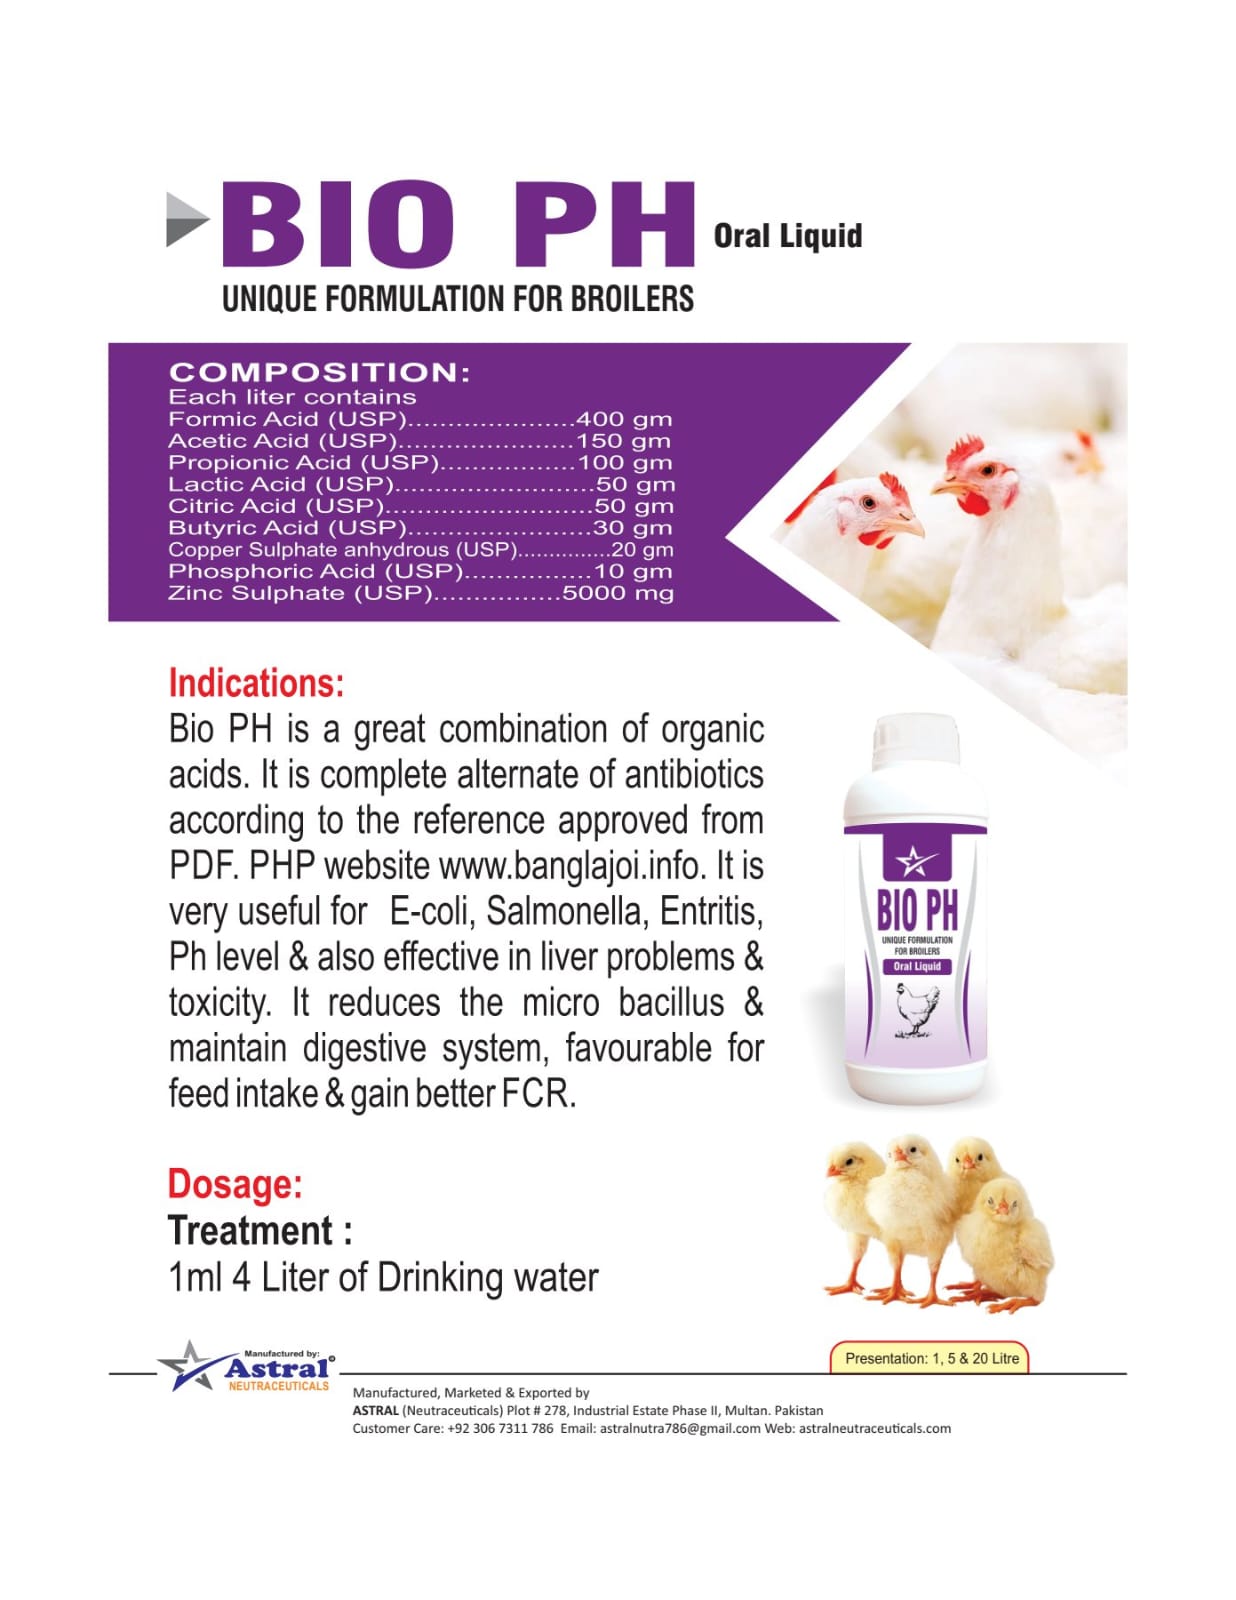 BIO PH Oral Liquid
UNIQUE FORMULATION FOR BROILERS
COMPOSITION:
Each liter contains
Formic Acid (USP).....................400 gm
Acetic Acid (USP)......................150 gm
Propionic Acid (USP).................100 gm
Lactic Acid (USP).........................50 gm
Citric Acid (USP)..........................50 gm
Butyric Acid (USP).......................30 gm
Copper Sulphate anhydrous (USP)...............20 gm
Phosphoric Acid (USP)................10 gm
Zinc Sulphate (USP)................5000 mg
Indications:
Bio PH is a great combination of organic
acids. It is complete alternate of antibiotics
according to the reference approved from
PDF. PHP website www.banglajoi.info. It is
very useful for E-coli, Salmonella, Entritis,
Ph level & also effective in liver problems &
toxicity. It reduces the micro bacillus &
maintain digestive system, favourable for
feed intake & gain better FCR.
BIO PH
UNIQUE FORMULATION
FOR BROILERS
Oral Liquid
Dosage:
Treatment :
1ml 4 Liter of Drinking water
Manufactured by:
Astral®
NEUTRACEUTICALS
Presentation: 1, 5 & 20 Litre
Manufactured, Marketed & Exported by
ASTRAL (Neutraceuticals) Plot # 278, Industrial Estate Phase II, Multan. Pakistan
Customer Care: +92 306 7311 786 Email: astralnutra786@gmail.com Web: astralneutraceuticals.com